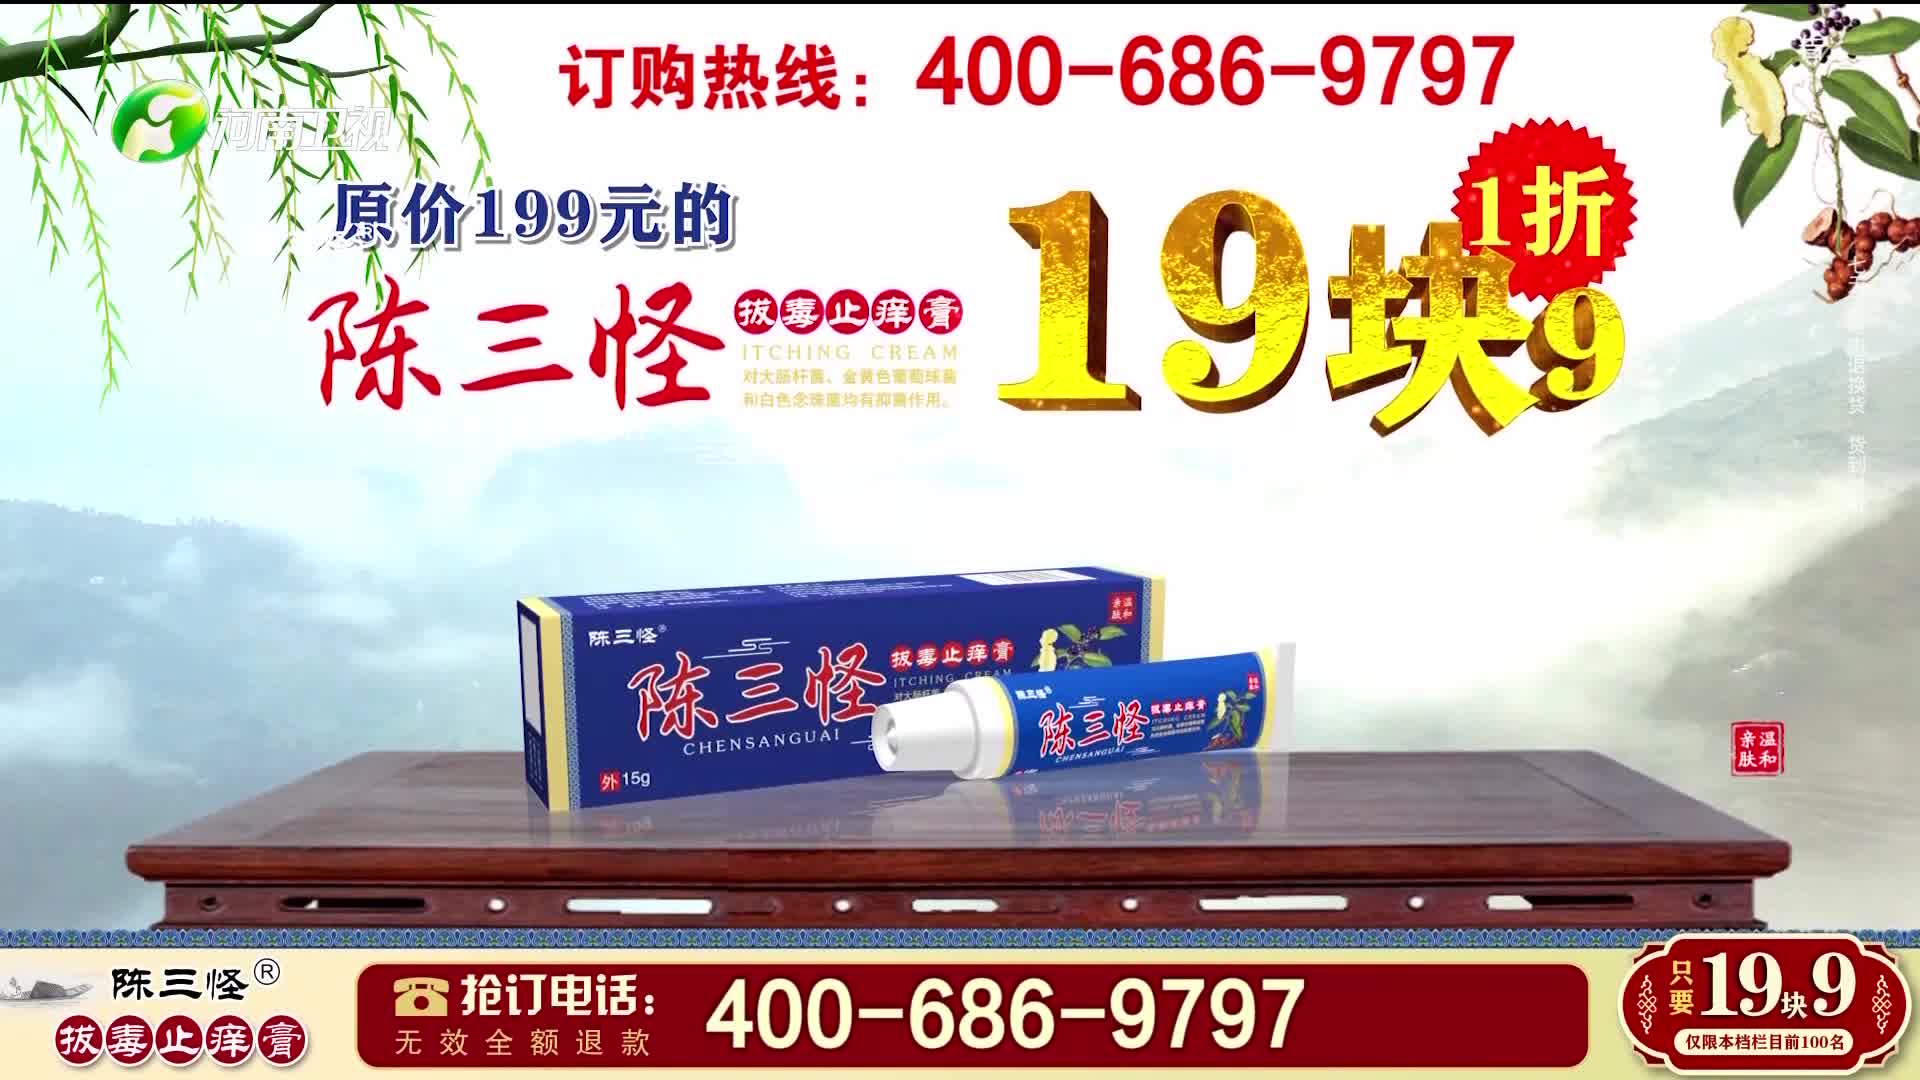 订购热线：400-686-9797
河南卫视
原价199元的
19块9
1折
陈三怪
拔毒止痒膏
ITCHING CREAM
对大肠杆菌、金黄色葡萄球菌
和白色念珠菌均有抑菌作用。
陈三怪®
陈三怪
拔毒止痒膏
ITCHING CREAM
CHENSANGUAI
外 15g
温和
亲肤
陈三怪®
陈三怪
拔毒止痒膏
ITCHING CREAM
CHENSANGUAI
温和
亲肤
陈三怪®
拔毒止痒膏
抢订电话：
无效全额退款
400-686-9797
只要19块9
仅限本档栏目前100名